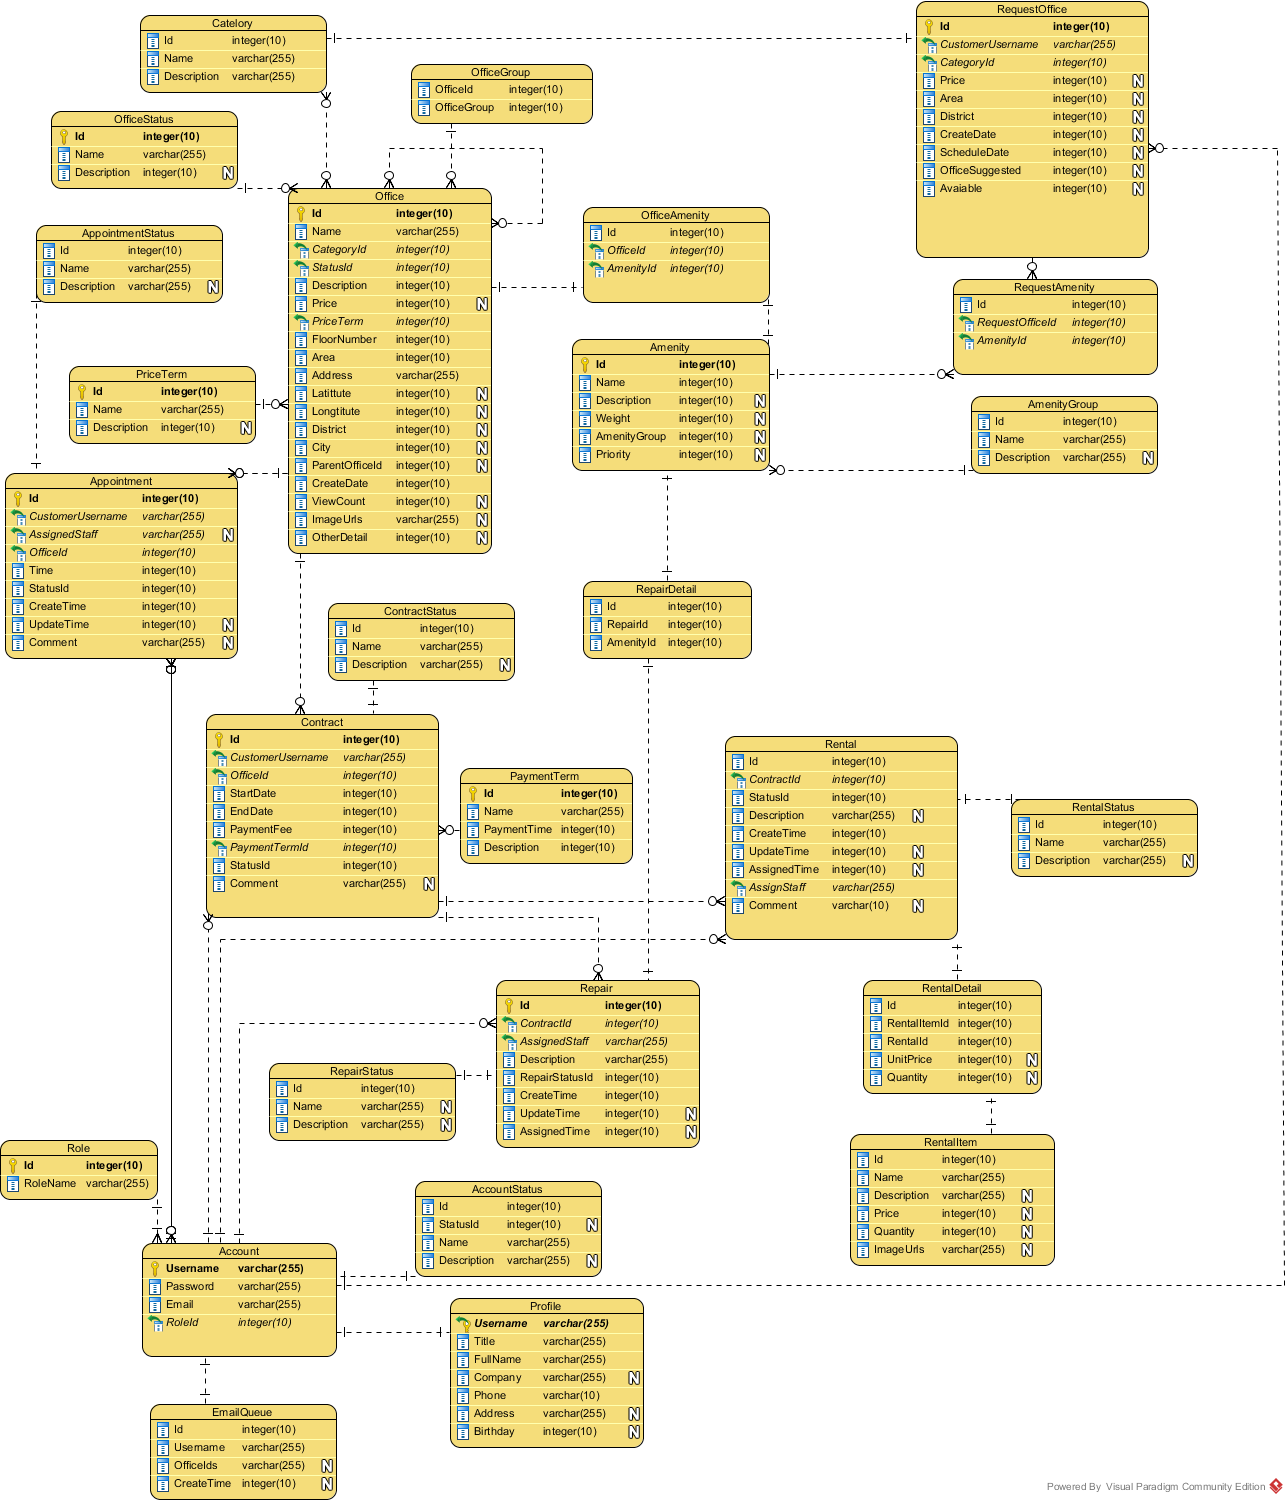 Catelory
Id integer(10)
Name varchar(255)
Description varchar(255)
RequestOffice
Id integer(10)
CustomerUsername varchar(255)
CategoryId integer(10)
Price integer(10) N
Area integer(10) N
District integer(10) N
CreateDate integer(10) N
ScheduleDate integer(10) N
OfficeSuggested integer(10) N
Avaiable integer(10) N
OfficeGroup
OfficeId integer(10)
OfficeGroup integer(10)
OfficeStatus
Id integer(10)
Name varchar(255)
Description integer(10) N
Office
Id integer(10)
Name varchar(255)
CategoryId integer(10)
StatusId integer(10)
Description integer(10)
Price integer(10) N
PriceTerm integer(10)
FloorNumber integer(10)
Area integer(10)
Address varchar(255)
Latittute integer(10) N
Longtitute integer(10) N
District integer(10) N
City integer(10) N
ParentOfficeId integer(10) N
CreateDate integer(10)
ViewCount integer(10) N
ImageUrls varchar(255) N
OtherDetail integer(10) N
OfficeAmenity
Id integer(10)
OfficeId integer(10)
AmenityId integer(10)
AppointmentStatus
Id integer(10)
Name varchar(255)
Description varchar(255) N
RequestAmenity
Id integer(10)
RequestOfficeId integer(10)
AmenityId integer(10)
Amenity
Id integer(10)
Name integer(10)
Description integer(10) N
Weight integer(10) N
AmenityGroup integer(10) N
Priority integer(10) N
PriceTerm
Id integer(10)
Name varchar(255)
Description integer(10) N
AmenityGroup
Id integer(10)
Name varchar(255)
Description varchar(255) N
Appointment
Id integer(10)
CustomerUsername varchar(255)
AssignedStaff varchar(255) N
OfficeId integer(10)
Time integer(10)
StatusId integer(10)
CreateTime integer(10)
UpdateTime integer(10) N
Comment varchar(255) N
RepairDetail
Id integer(10)
RepairId integer(10)
AmenityId integer(10)
ContractStatus
Id integer(10)
Name varchar(255)
Description varchar(255) N
Contract
Id integer(10)
CustomerUsername varchar(255)
OfficeId integer(10)
StartDate integer(10)
EndDate integer(10)
PaymentFee integer(10)
PaymentTermId integer(10)
StatusId integer(10)
Comment varchar(255) N
PaymentTerm
Id integer(10)
Name varchar(255)
PaymentTime integer(10)
Description integer(10)
Rental
Id integer(10)
ContractId integer(10)
StatusId integer(10)
Description varchar(255) N
CreateTime integer(10)
UpdateTime integer(10) N
AssignedTime integer(10) N
AssignStaff varchar(255)
Comment varchar(10) N
RentalStatus
Id integer(10)
Name varchar(255)
Description varchar(255) N
Repair
Id integer(10)
ContractId integer(10)
AssignedStaff varchar(255)
Description varchar(255)
RepairStatusId integer(10)
CreateTime integer(10)
UpdateTime integer(10) N
AssignedTime integer(10) N
RentalDetail
Id integer(10)
RentalItemId integer(10)
RentalId integer(10)
UnitPrice integer(10) N
Quantity integer(10) N
RepairStatus
Id integer(10)
Name varchar(255) N
Description varchar(255) N
RentalItem
Id integer(10)
Name varchar(255)
Description varchar(255) N
Price integer(10) N
Quantity integer(10) N
ImageUrls varchar(255) N
Role
Id integer(10)
RoleName varchar(255)
AccountStatus
Id integer(10)
StatusId integer(10) N
Name varchar(255)
Description varchar(255) N
Account
Username varchar(255)
Password varchar(255)
Email varchar(255)
RoleId integer(10)
Profile
Username varchar(255)
Title varchar(255)
FullName varchar(255)
Company varchar(255) N
Phone varchar(10)
Address varchar(255) N
Birthday integer(10) N
EmailQueue
Id integer(10)
Username varchar(255)
OfficeIds varchar(255) N
CreateTime integer(10) N
Powered By Visual Paradigm Community Edition